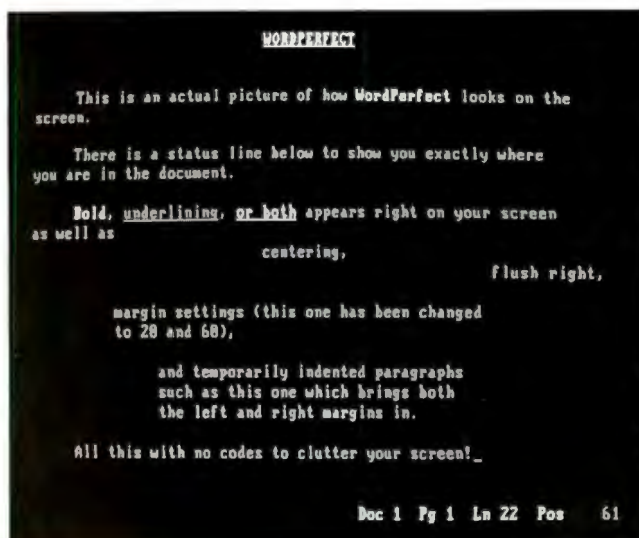 WORDPERFECT
This is an actual picture of how WordPerfect looks on the
screen.
There is a status line below to show you exactly where
you are in the document.
Bold, underlining, or both appears right on your screen
as well as
centering,
flush right,
margin settings (this one has been changed
to 20 and 60),
and temporarily indented paragraphs
such as this one which brings both
the left and right margins in.
All this with no codes to clutter your screen!_
Doc 1 Pg 1 Ln 22 Pos 61